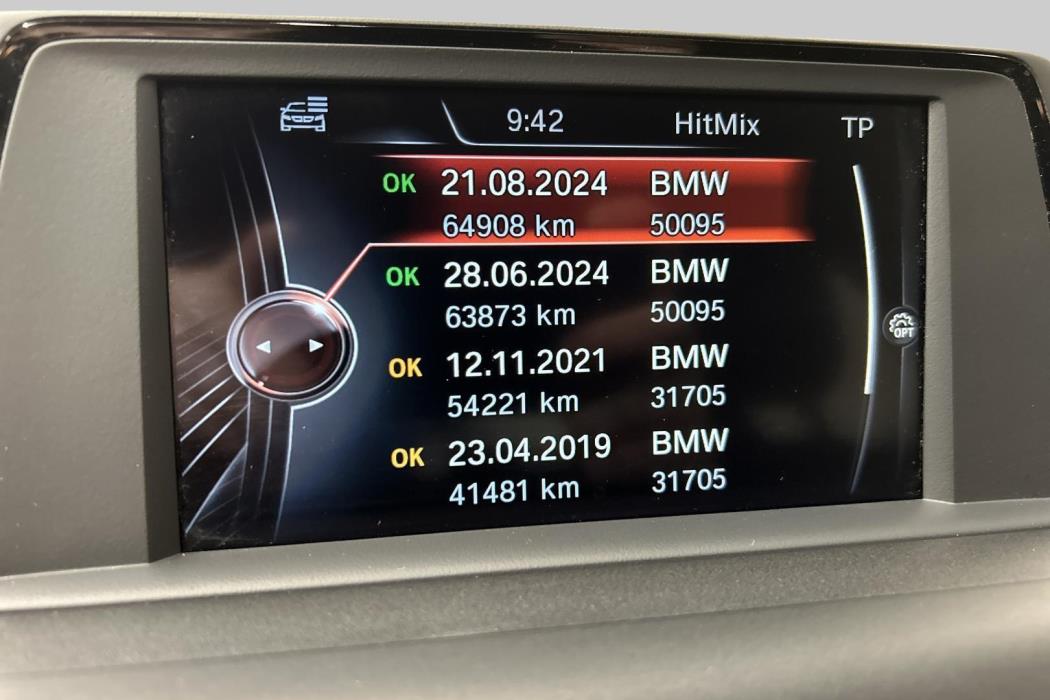 9:42 HitMix TP
OK 21.08.2024 BMW
64908 km 50095
OK 28.06.2024 BMW
63873 km 50095
OPT
OK 12.11.2021 BMW
54221 km 31705
OK 23.04.2019 BMW
41481 km 31705